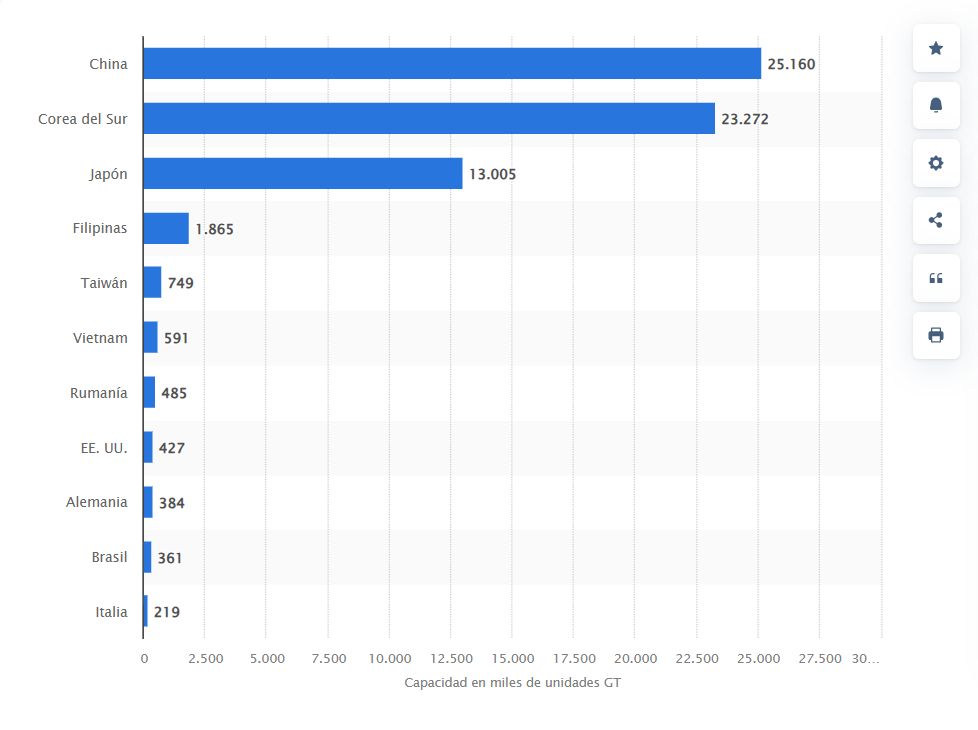 China 25.160
Corea del Sur 23.272
Japón 13.005
Filipinas 1.865
Taiwán 749
Vietnam 591
Rumanía 485
EE. UU. 427
Alemania 384
Brasil 361
Italia 219
0 2.500 5.000 7.500 10.000 12.500 15.000 17.500 20.000 22.500 25.000 27.500 30...
Capacidad en miles de unidades GT